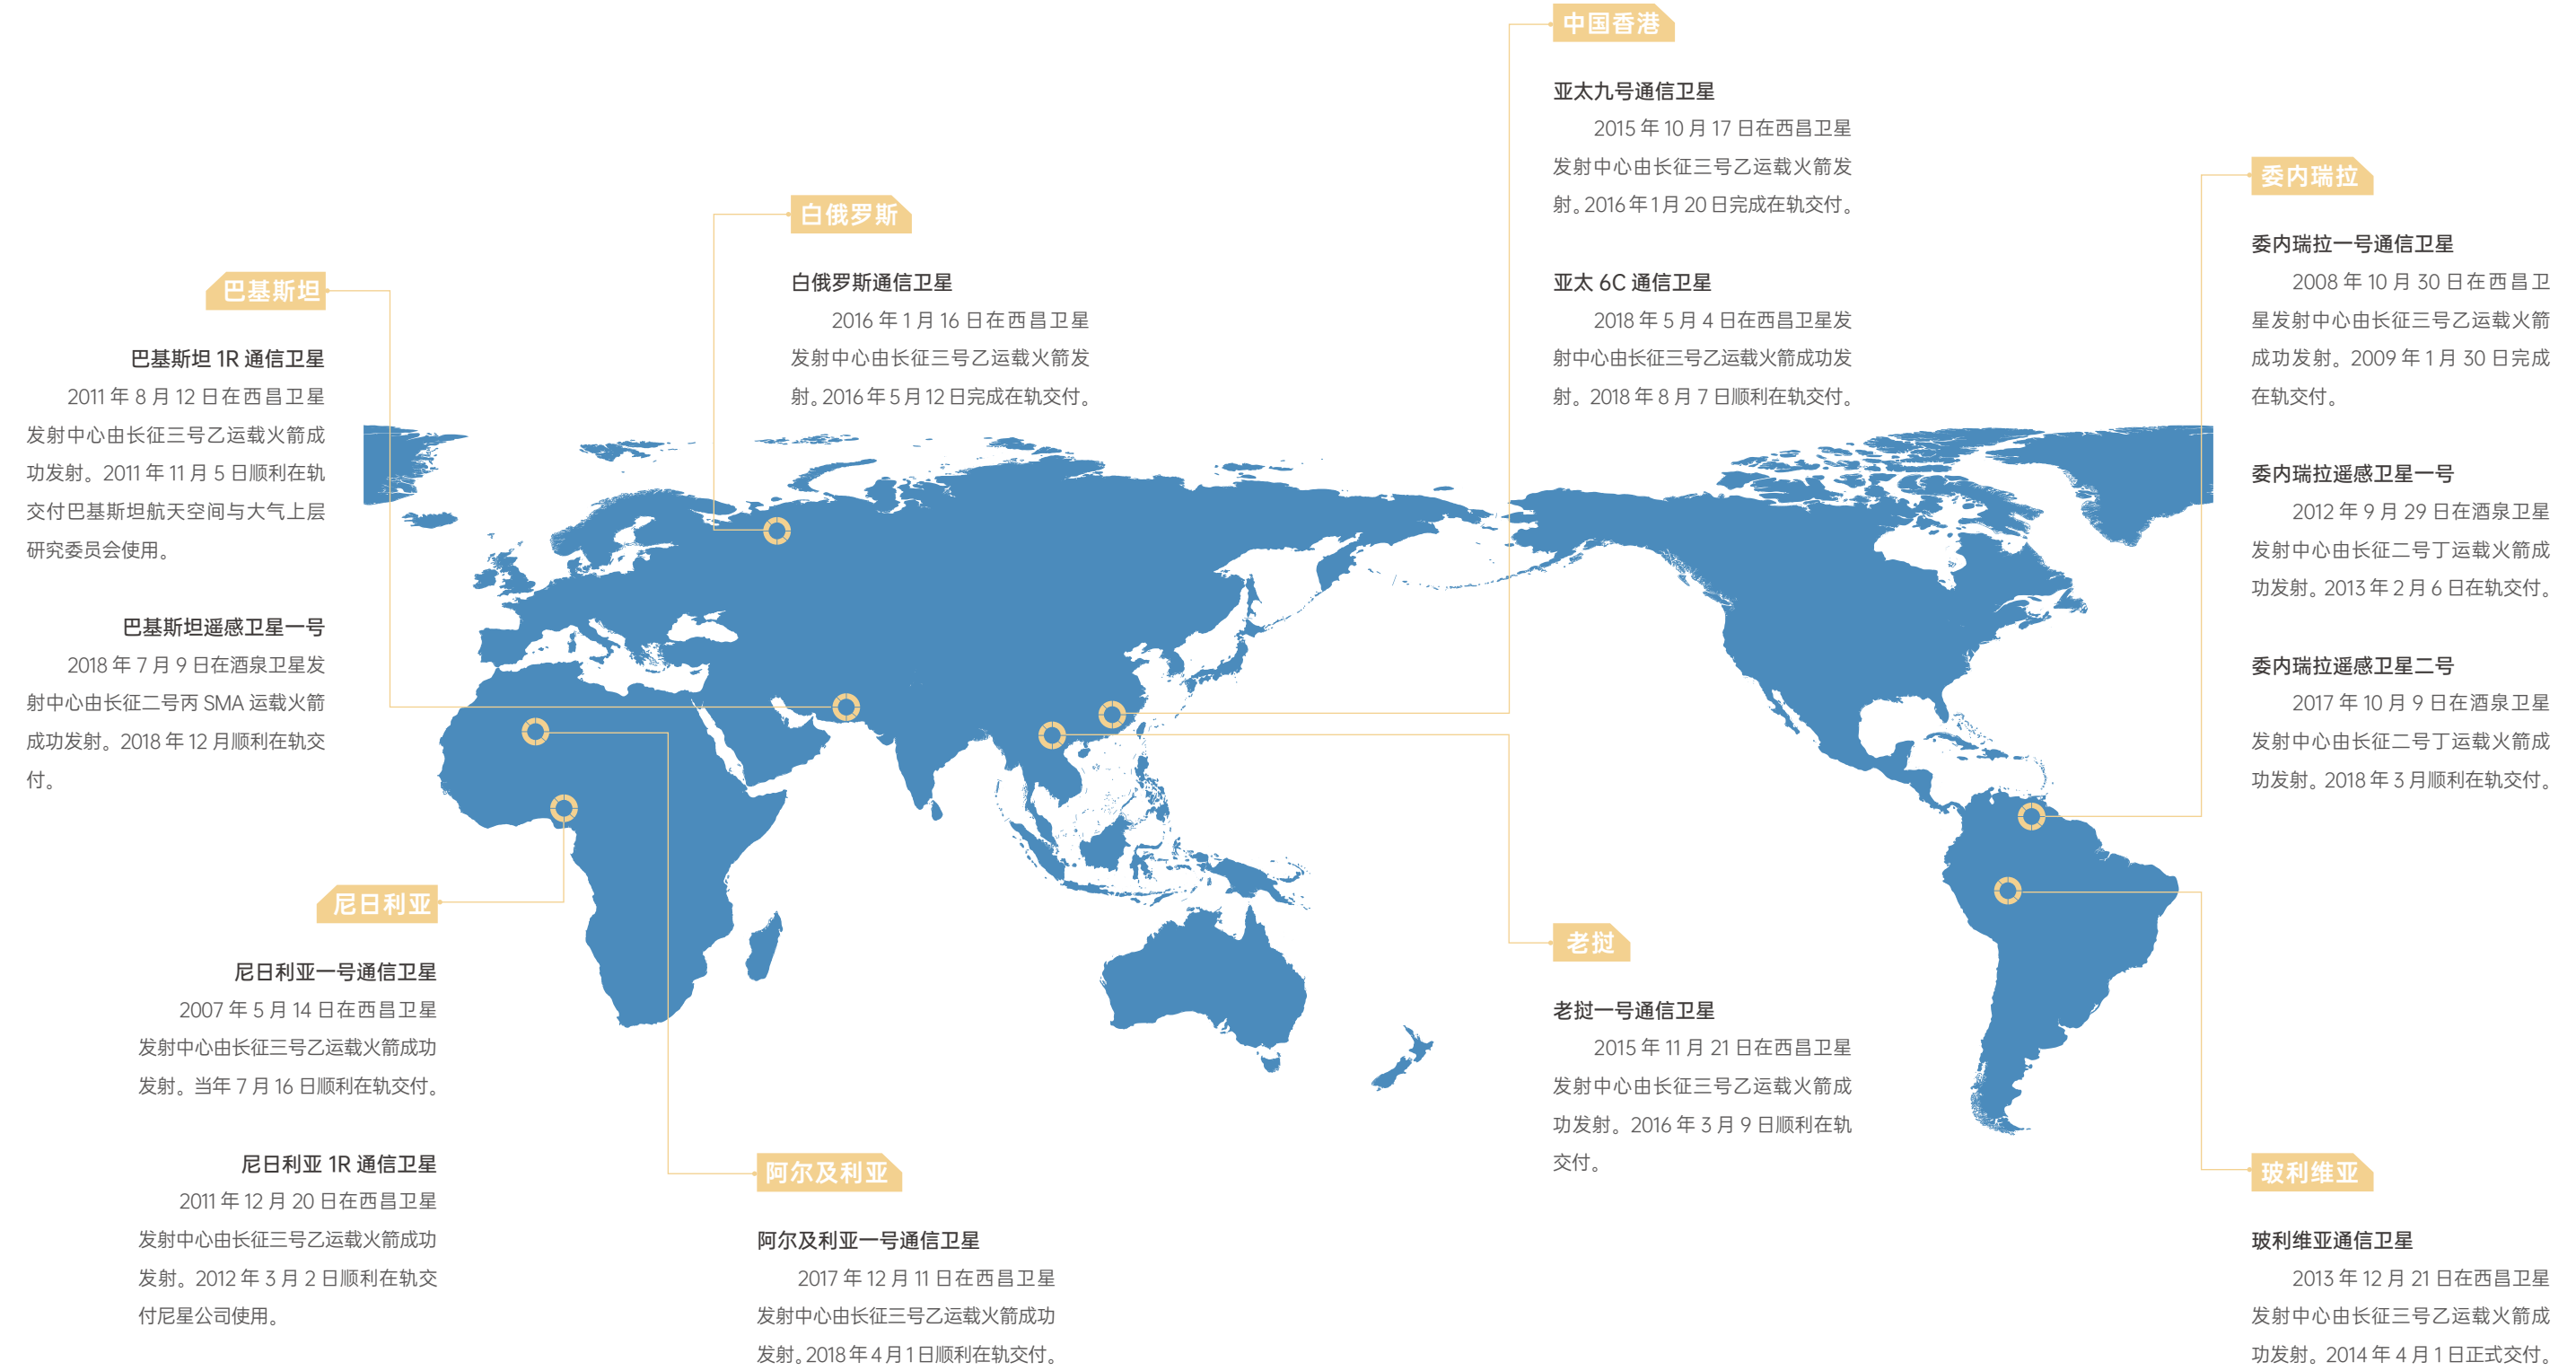 中国香港
亚太九号通信卫星
2015 年 10 月 17 日在西昌卫星
发射中心由长征三号乙运载火箭发
射。2016 年 1 月 20 日完成在轨交付。
亚太 6C 通信卫星
2018 年 5 月 4 日在西昌卫星发
射中心由长征三号乙运载火箭成功发
射。2018 年 8 月 7 日顺利在轨交付。
委内瑞拉
委内瑞拉一号通信卫星
2008 年 10 月 30 日在西昌卫
星发射中心由长征三号乙运载火箭
成功发射。2009 年 1 月 30 日完成
在轨交付。
委内瑞拉遥感卫星一号
2012 年 9 月 29 日在酒泉卫星
发射中心由长征二号丁运载火箭成
功发射。2013 年 2 月 6 日在轨交付。
委内瑞拉遥感卫星二号
2017 年 10 月 9 日在酒泉卫星
发射中心由长征二号丁运载火箭成
功发射。2018 年 3 月顺利在轨交付。
白俄罗斯
白俄罗斯通信卫星
2016 年 1 月 16 日在西昌卫星
发射中心由长征三号乙运载火箭发
射。2016 年 5 月 12 日完成在轨交付。
巴基斯坦
巴基斯坦 1R 通信卫星
2011 年 8 月 12 日在西昌卫星
发射中心由长征三号乙运载火箭成
功发射。2011 年 11 月 5 日顺利在轨
交付巴基斯坦航天空间与大气上层
研究委员会使用。
巴基斯坦遥感卫星一号
2018 年 7 月 9 日在酒泉卫星发
射中心由长征二号丙 SMA 运载火箭
成功发射。2018 年 12 月顺利在轨交
付。
尼日利亚
尼日利亚一号通信卫星
2007 年 5 月 14 日在西昌卫星
发射中心由长征三号乙运载火箭成功
发射。当年 7 月 16 日顺利在轨交付。
尼日利亚 1R 通信卫星
2011 年 12 月 20 日在西昌卫星
发射中心由长征三号乙运载火箭成功
发射。2012 年 3 月 2 日顺利在轨交
付尼星公司使用。
阿尔及利亚
阿尔及利亚一号通信卫星
2017 年 12 月 11 日在西昌卫星
发射中心由长征三号乙运载火箭成功
发射。2018 年 4 月 1 日顺利在轨交付。
老挝
老挝一号通信卫星
2015 年 11 月 21 日在西昌卫星
发射中心由长征三号乙运载火箭成
功发射。2016 年 3 月 9 日顺利在轨
交付。
玻利维亚
玻利维亚通信卫星
2013 年 12 月 21 日在西昌卫星
发射中心由长征三号乙运载火箭成
功发射。2014 年 4 月 1 日正式交付。